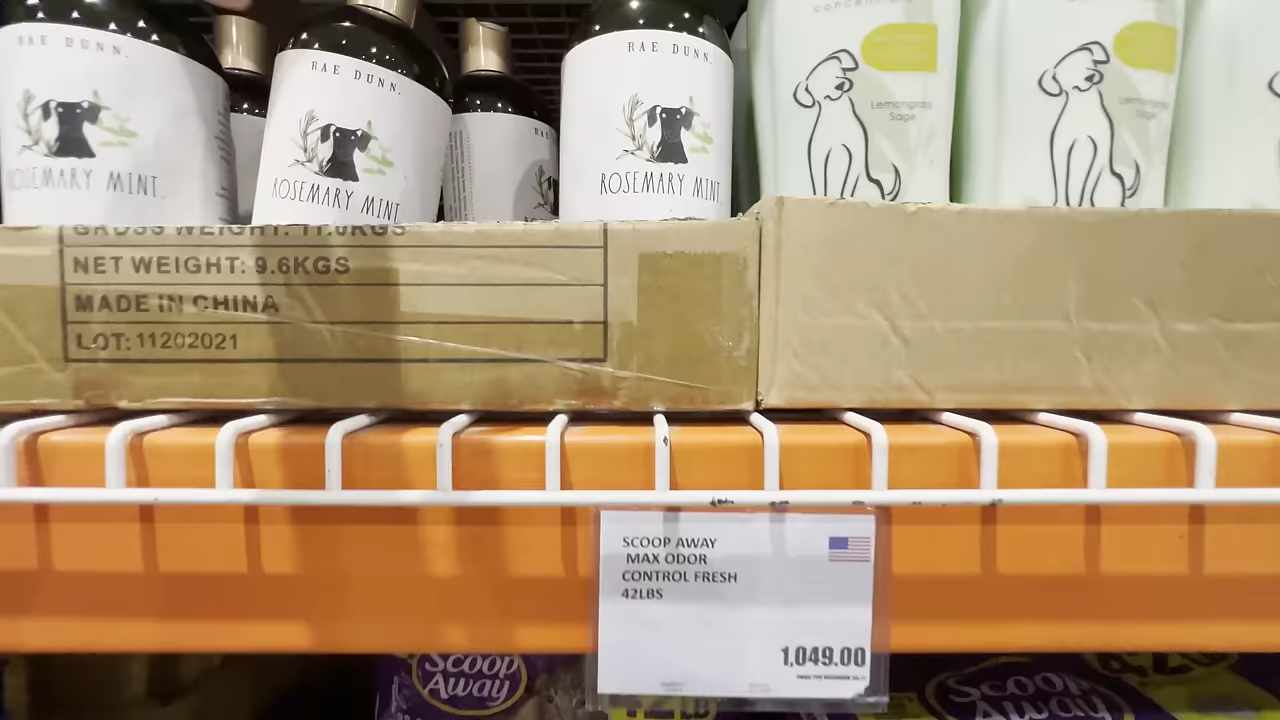 RAE DUNN.
ROSEMARY MINT.
RAE DUNN.
ROSEMARY MINT
RAE DUNN.
ROSEMARY MINT.
Lemongrass
Sage
Lemongrass
Sage
GROSS WEIGHT: 11.0KGS
NET WEIGHT: 9.6KGS
MADE IN CHINA
LOT: 11202021
SCOOP AWAY
MAX ODOR
CONTROL FRESH
42LBS
1,049.00
SCOOP
AWAY
SCOOP
AWAY